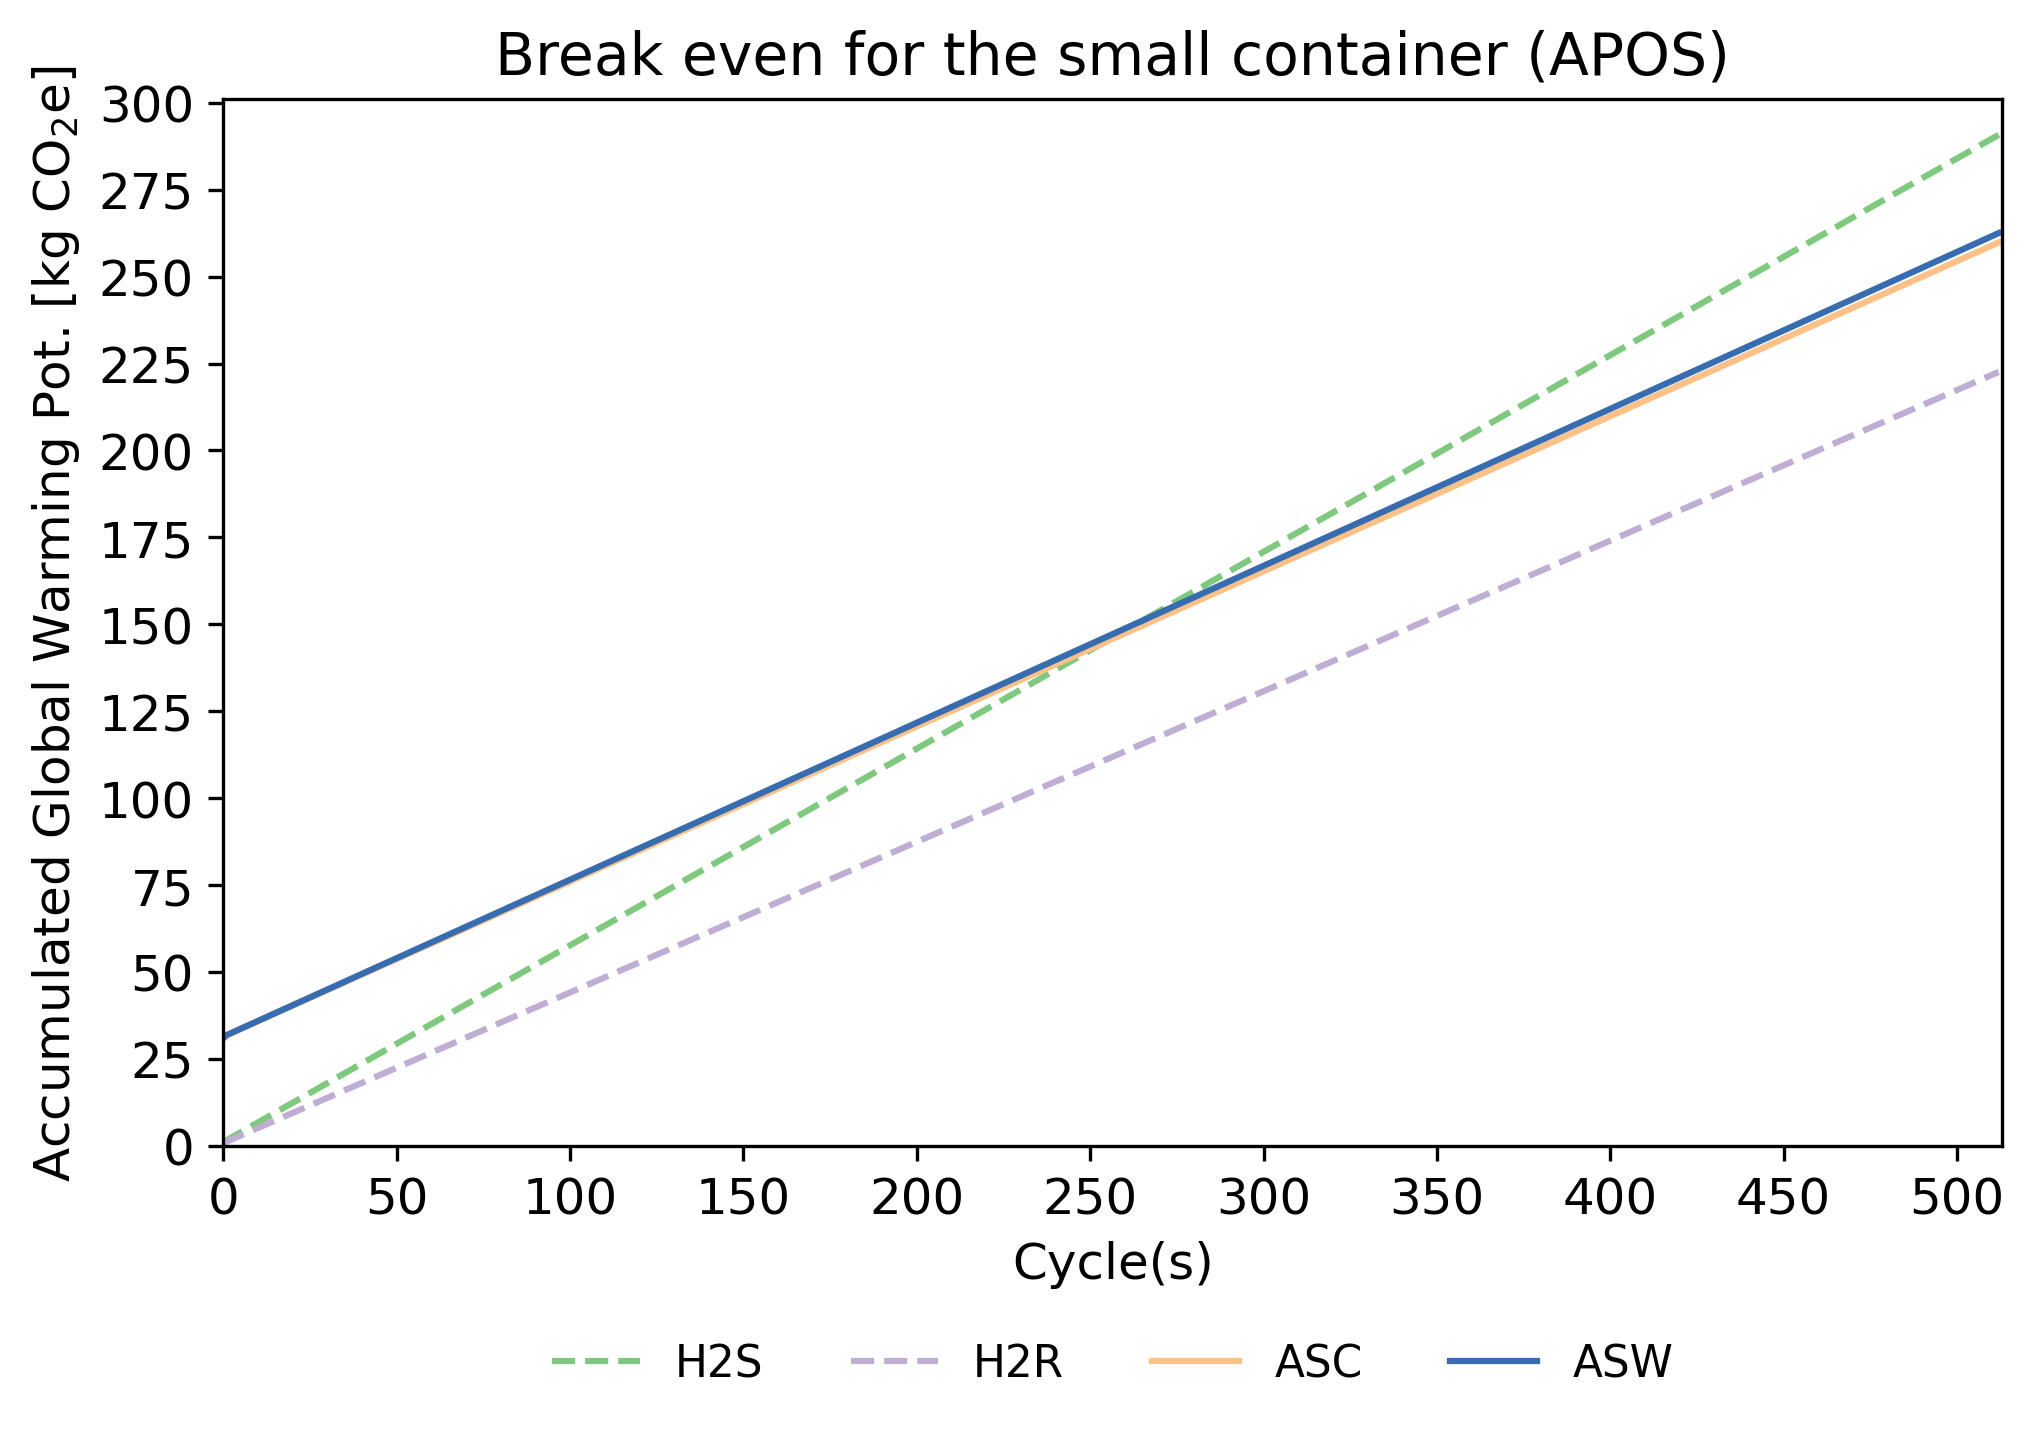 Break even for the small container (APOS)
Accumulated Global Warming Pot. [kg CO₂e]
300
275
250
225
200
175
150
125
100
75
50
25
0
0 50 100 150 200 250 300 350 400 450 500
Cycle(s)
H2S H2R ASC ASW